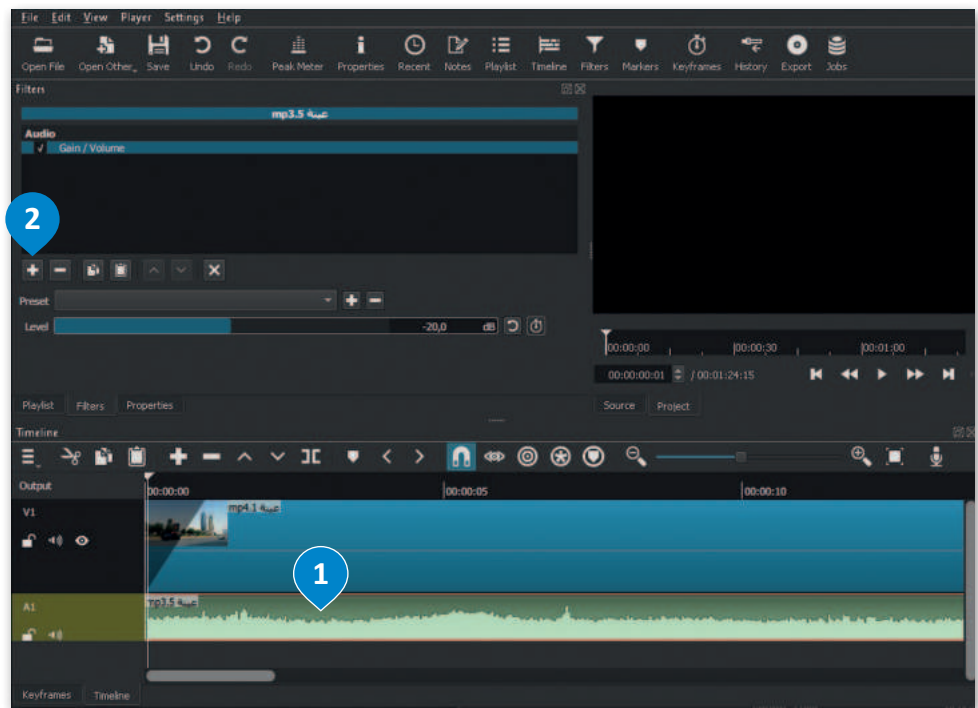 File Edit View Player Settings Help
Open File Open Other... Save Undo Redo Peak Meter Properties Recent Notes Playlist Timeline Filters Markers Keyframes History Export Jobs
Filters
عينة 5.mp3
Audio
Gain / Volume
2
Preset
Level -20,0 dB
00:00:00 00:00:30 00:01:00
00:00:00:01 / 00:01:24:15
Playlist Filters Properties
Source Project
Timeline
Output 00:00:00 00:00:05 00:00:10
V1 عينة 1.mp4
1
A1 عينة 5.mp3
Keyframes Timeline